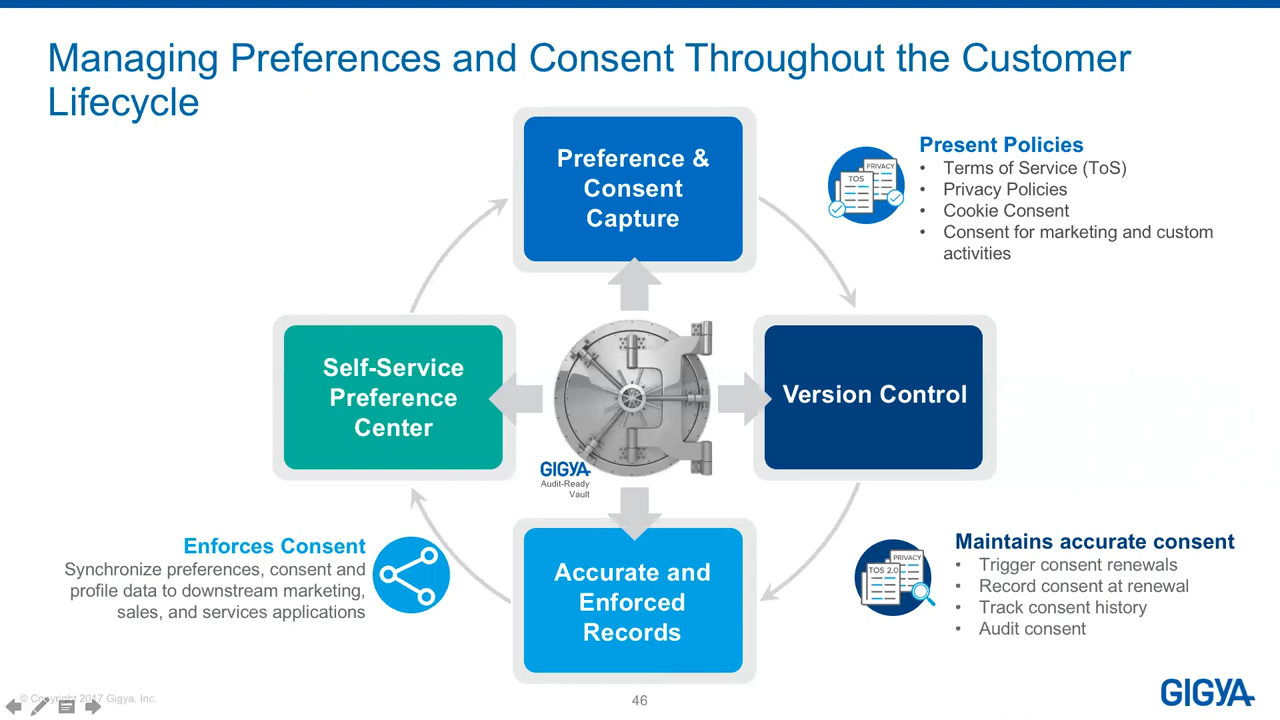 Managing Preferences and Consent Throughout the Customer
Lifecycle
Preference &
Consent
Capture
Present Policies
• Terms of Service (ToS)
• Privacy Policies
• Cookie Consent
• Consent for marketing and custom
activities
PRIVACY
TOS
Self-Service
Preference
Center
Version Control
GIGYA
Audit-Ready
Vault
Enforces Consent
Synchronize preferences, consent and
profile data to downstream marketing,
sales, and services applications
Accurate and
Enforced
Records
Maintains accurate consent
• Trigger consent renewals
• Record consent at renewal
• Track consent history
• Audit consent
PRIVACY
TOS 2.0
© Copyright 2017 Gigya, Inc.
46
GIGYA